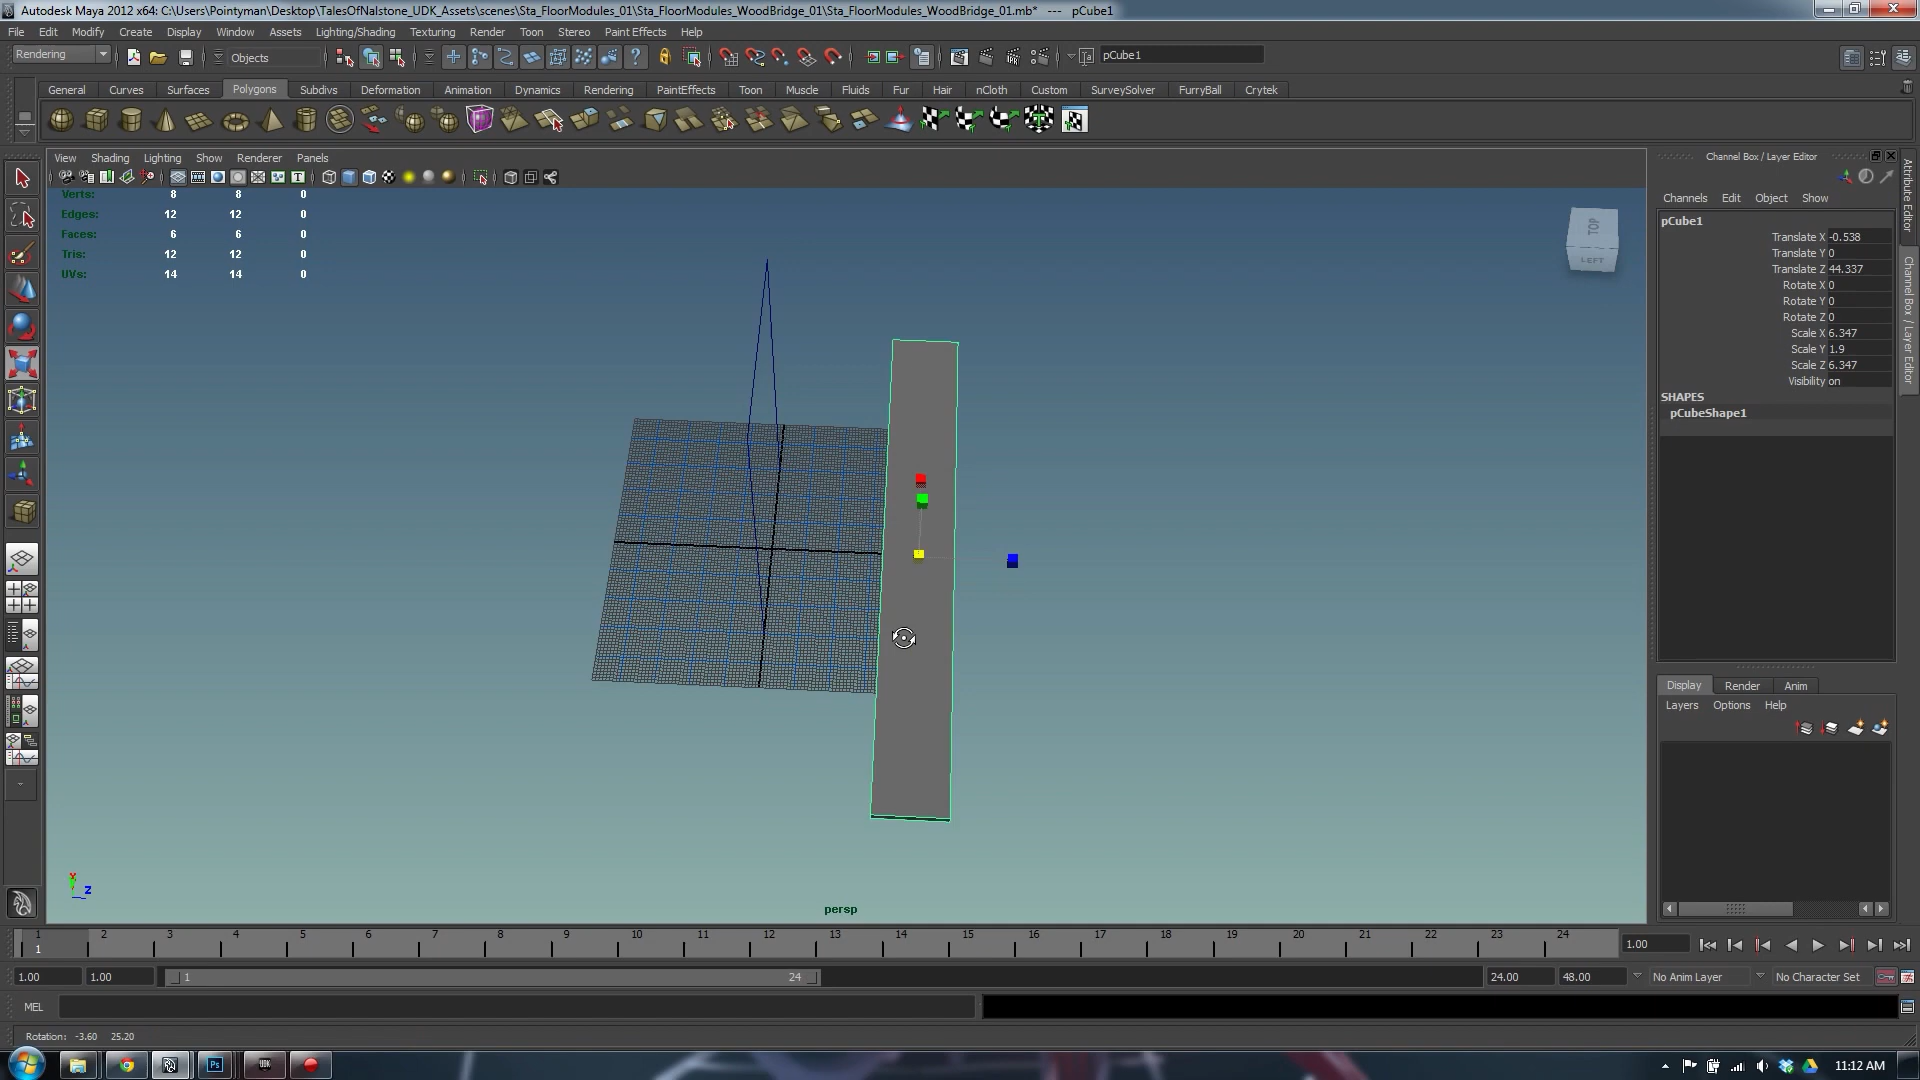 Autodesk Maya 2012 x64: C:\Users\Pointyman\Desktop\TalesOfNalstone_UDK_Assets\scenes\Sta_FloorModules_01\Sta_FloorModules_WoodBridge_01\Sta_FloorModules_WoodBridge_01.mb* --- pCube1
File Edit Modify Create Display Window Assets Lighting/Shading Texturing Render Toon Stereo Paint Effects Help
Rendering Objects pCube1
General Curves Surfaces Polygons Subdivs Deformation Animation Dynamics Rendering PaintEffects Toon Muscle Fluids Fur Hair nCloth Custom SurveySolver FurryBall Crytek
View Shading Lighting Show Renderer Panels
Channel Box / Layer Editor
Verts: 8 8 0
Edges: 12 12 0
Faces: 6 6 0
Tris: 12 12 0
UVs: 14 14 0
TOP
LEFT
Channels Edit Object Show
pCube1
Translate X -0.538
Translate Y 0
Translate Z 44.337
Rotate X 0
Rotate Y 0
Rotate Z 0
Scale X 6.347
Scale Y 1.9
Scale Z 6.347
Visibility on
SHAPES
pCubeShape1
Attribute Editor
Channel Box / Layer Editor
Display Render Anim
Layers Options Help
Y
Z
persp
1 2 3 4 5 6 7 8 9 10 11 12 13 14 15 16 17 18 19 20 21 22 23 24
1
1.00
1.00 1.00 1 24 24.00 48.00 No Anim Layer No Character Set
MEL
Rotation: -3.60 25.20
Ps
UDK
11:12 AM